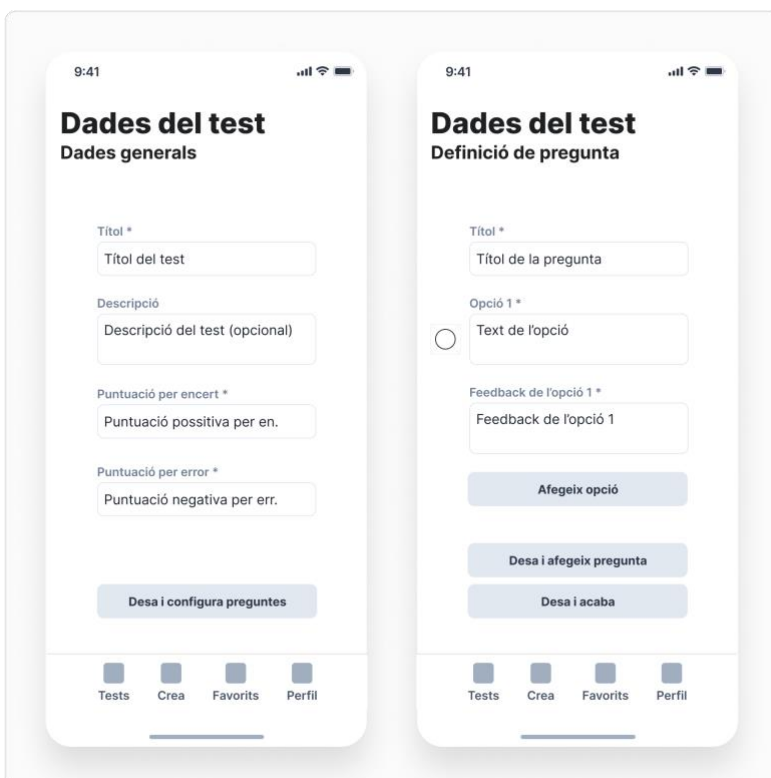 9:41
Dades del test
Dades generals
Títol *
Títol del test
Descripció
Descripció del test (opcional)
Puntuació per encert *
Puntuació possitiva per en.
Puntuació per error *
Puntuació negativa per err.
Desa i configura preguntes
Tests Crea Favorits Perfil
9:41
Dades del test
Definició de pregunta
Títol *
Títol de la pregunta
Opció 1 *
Text de l’opció
Feedback de l’opció 1 *
Feedback de l’opció 1
Afegeix opció
Desa i afegeix pregunta
Desa i acaba
Tests Crea Favorits Perfil